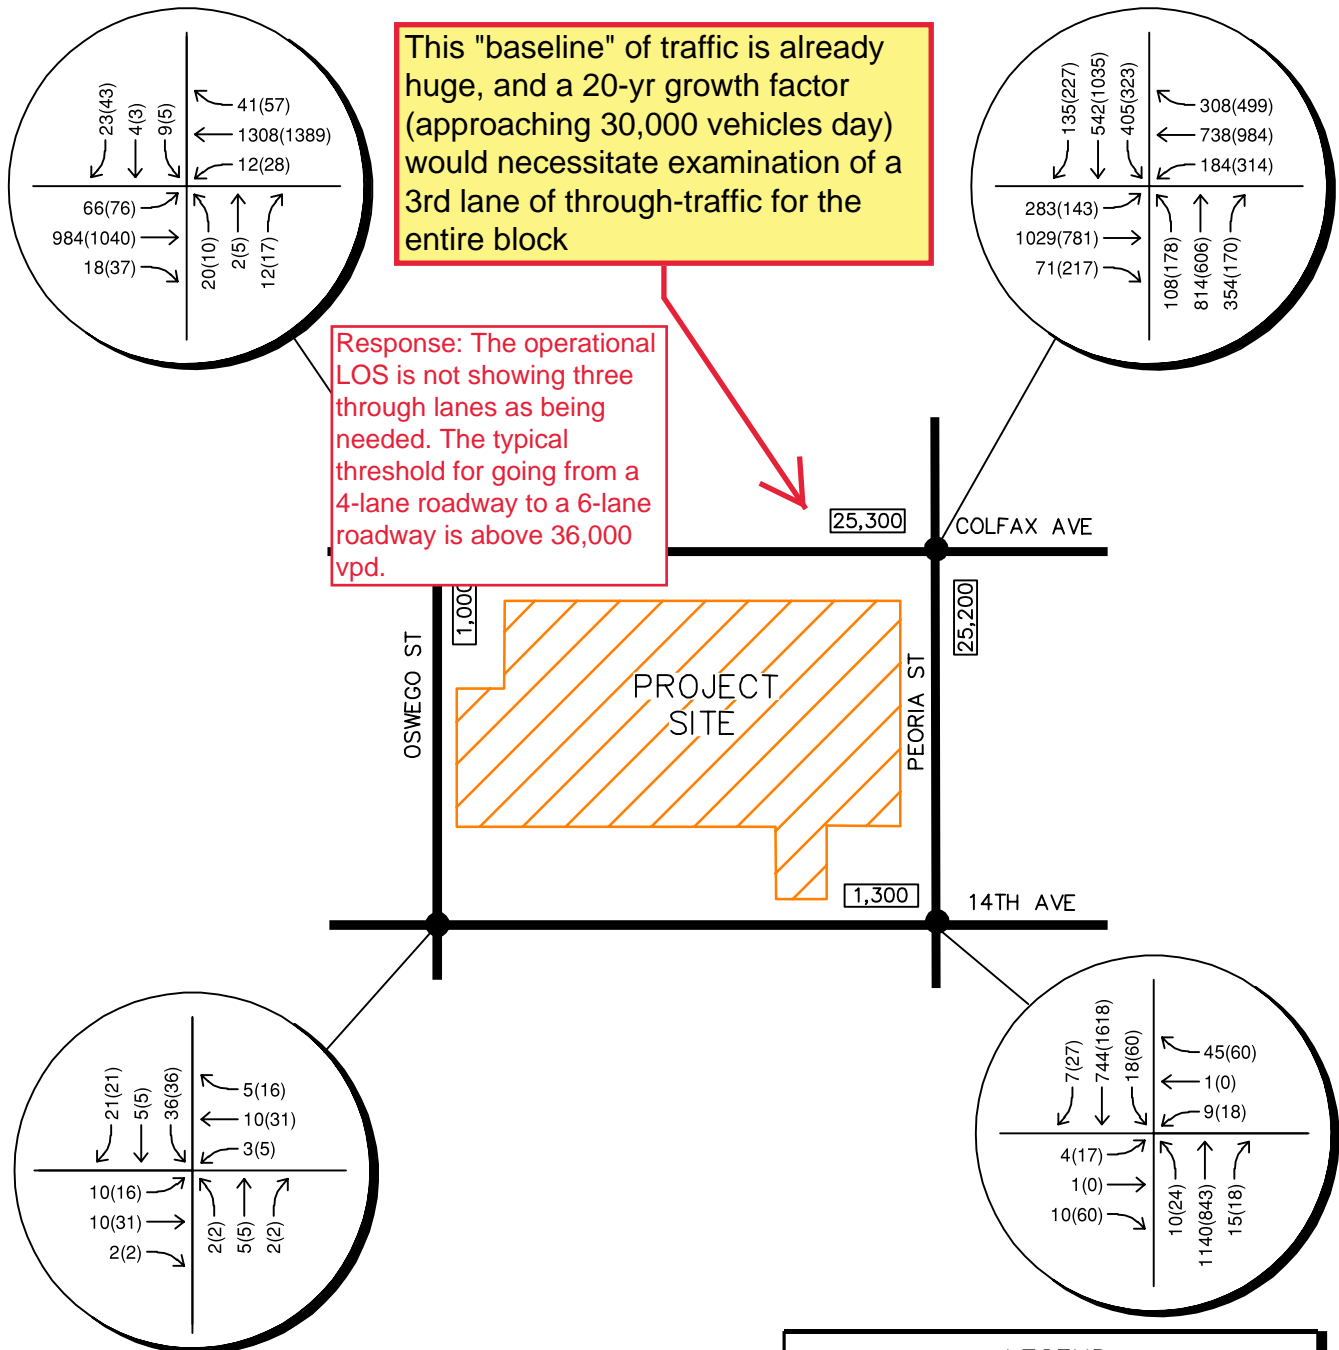 23(43)
4(3)
9(5)
41(57)
1308(1389)
12(28)
66(76)
984(1040)
18(37)
20(10)
2(5)
12(17)
This "baseline" of traffic is already
huge, and a 20-yr growth factor
(approaching 30,000 vehicles day)
would necessitate examination of a
3rd lane of through-traffic for the
entire block
135(227)
542(1035)
405(323)
308(499)
738(984)
184(314)
283(143)
1029(781)
71(217)
108(178)
814(606)
354(170)
Response: The operational
LOS is not showing three
through lanes as being
needed. The typical
threshold for going from a
4-lane roadway to a 6-lane
roadway is above 36,000
vpd.
25,300
COLFAX AVE
1,000
25,200
OSWEGO ST
PROJECT
SITE
PEORIA ST
1,300
14TH AVE
21(21)
5(5)
36(36)
5(16)
10(31)
3(5)
10(16)
10(31)
2(2)
2(2)
5(5)
2(2)
7(27)
744(1618)
18(60)
45(60)
1(0)
9(18)
4(17)
1(0)
10(60)
10(24)
1140(843)
15(18)